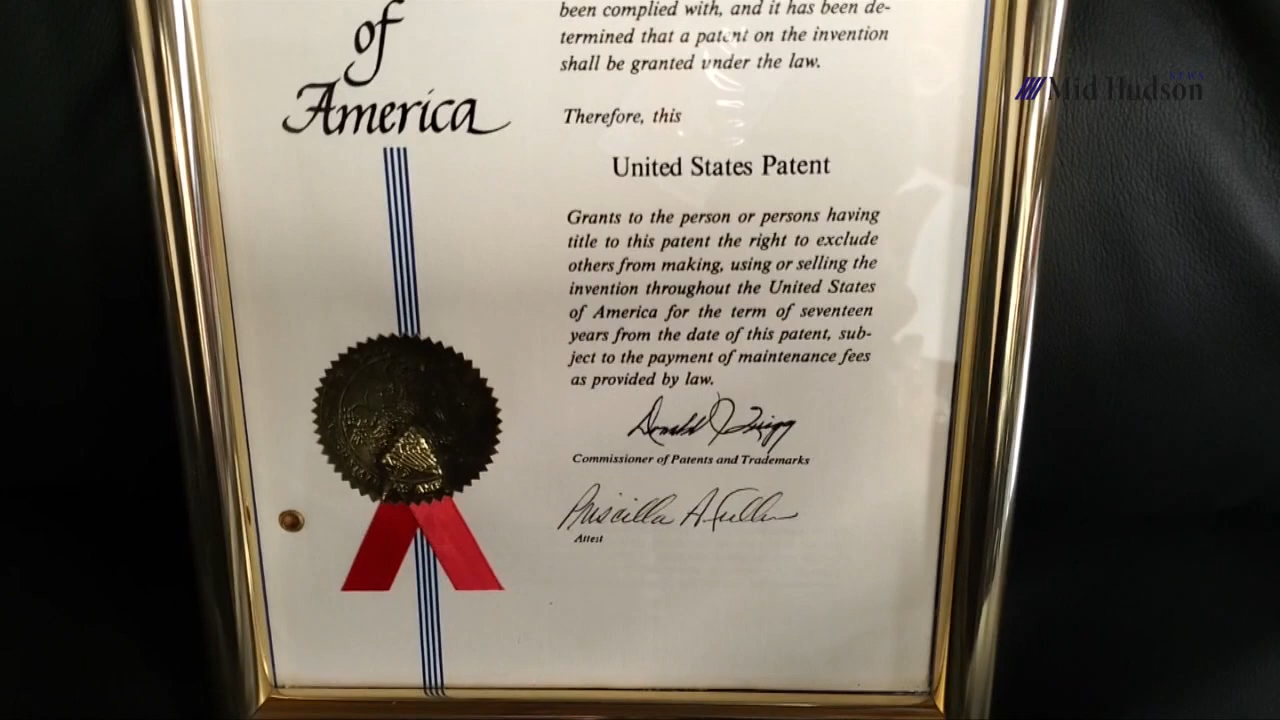 of
America
been complied with, and it has been de-
termined that a patent on the invention
shall be granted under the law.
Therefore, this
United States Patent
Grants to the person or persons having
title to this patent the right to exclude
others from making, using or selling the
invention throughout the United States
of America for the term of seventeen
years from the date of this patent, sub-
ject to the payment of maintenance fees
as provided by law.
Commissioner of Patents and Trademarks
Priscilla A Fuller
Attest
Mid Hudson
NEWS